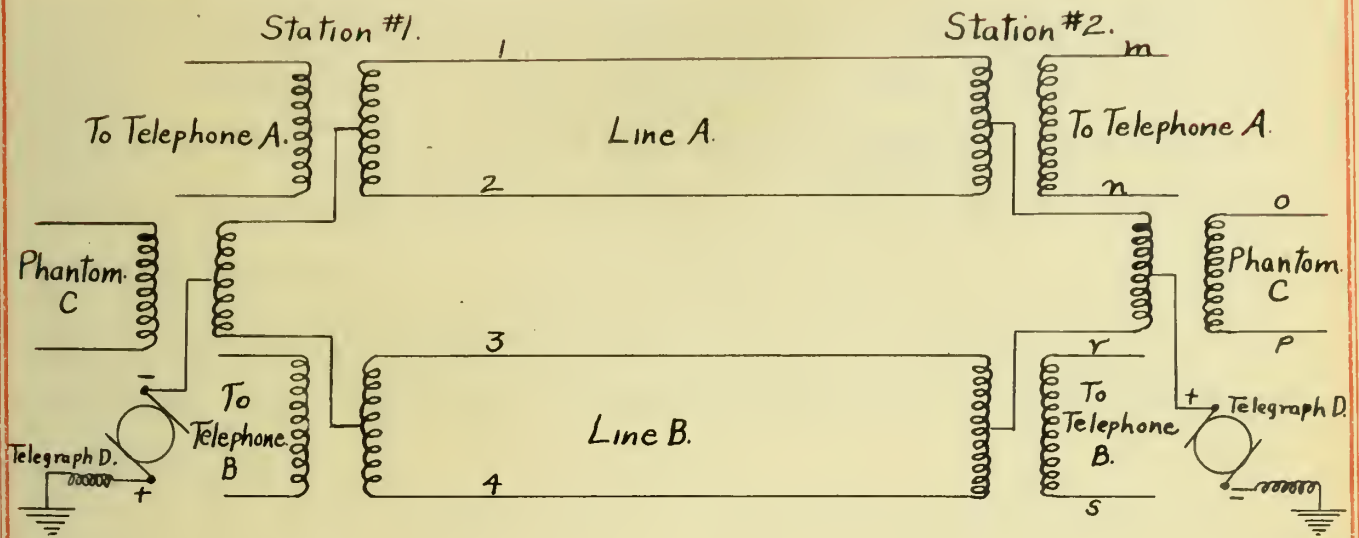 Station #1.
Station #2.
1
m
To Telephone A.
Line A.
To Telephone A.
2
n
o
Phantom.
C
Phantom.
C
3
r
p
-
To
Telephone
B
To
Telephone
B.
+
Telegraph D.
Line B.
Telegraph D.
+
4
-
s